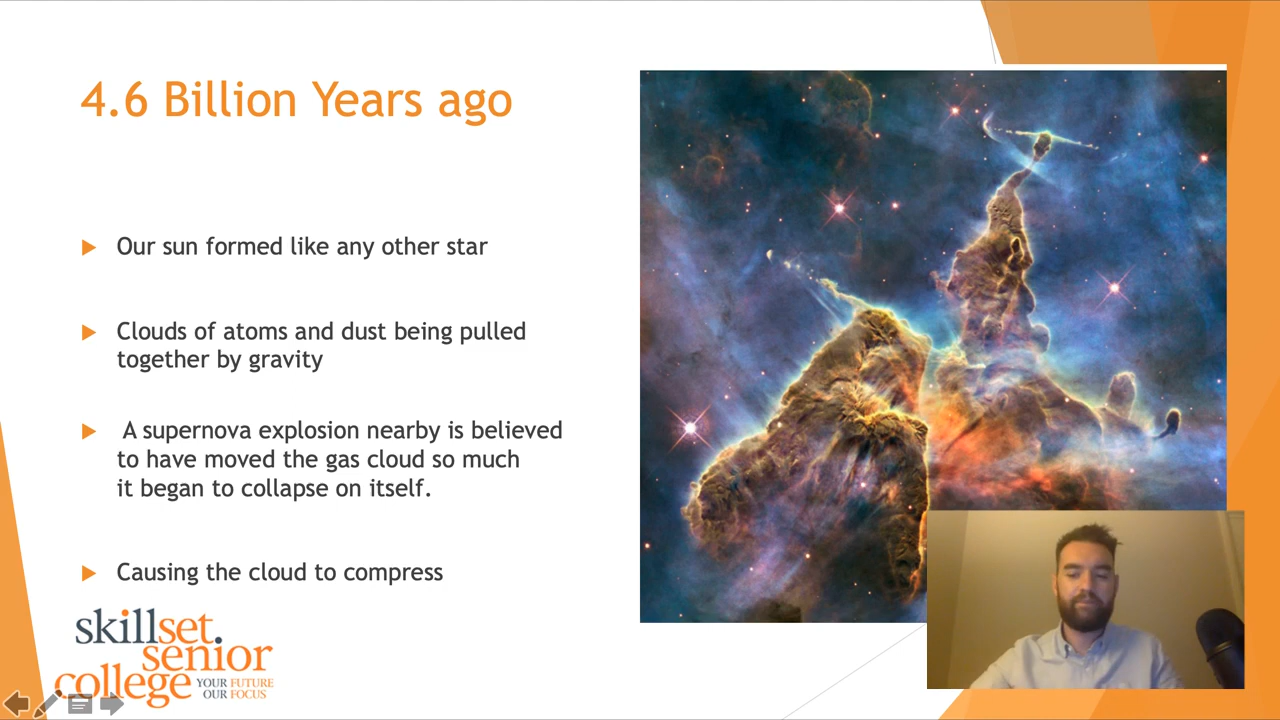 4.6 Billion Years ago
Our sun formed like any other star
Clouds of atoms and dust being pulled
together by gravity
A supernova explosion nearby is believed
to have moved the gas cloud so much
it began to collapse on itself.
Causing the cloud to compress
skillset.
senior
college
YOUR FUTURE
OUR FOCUS